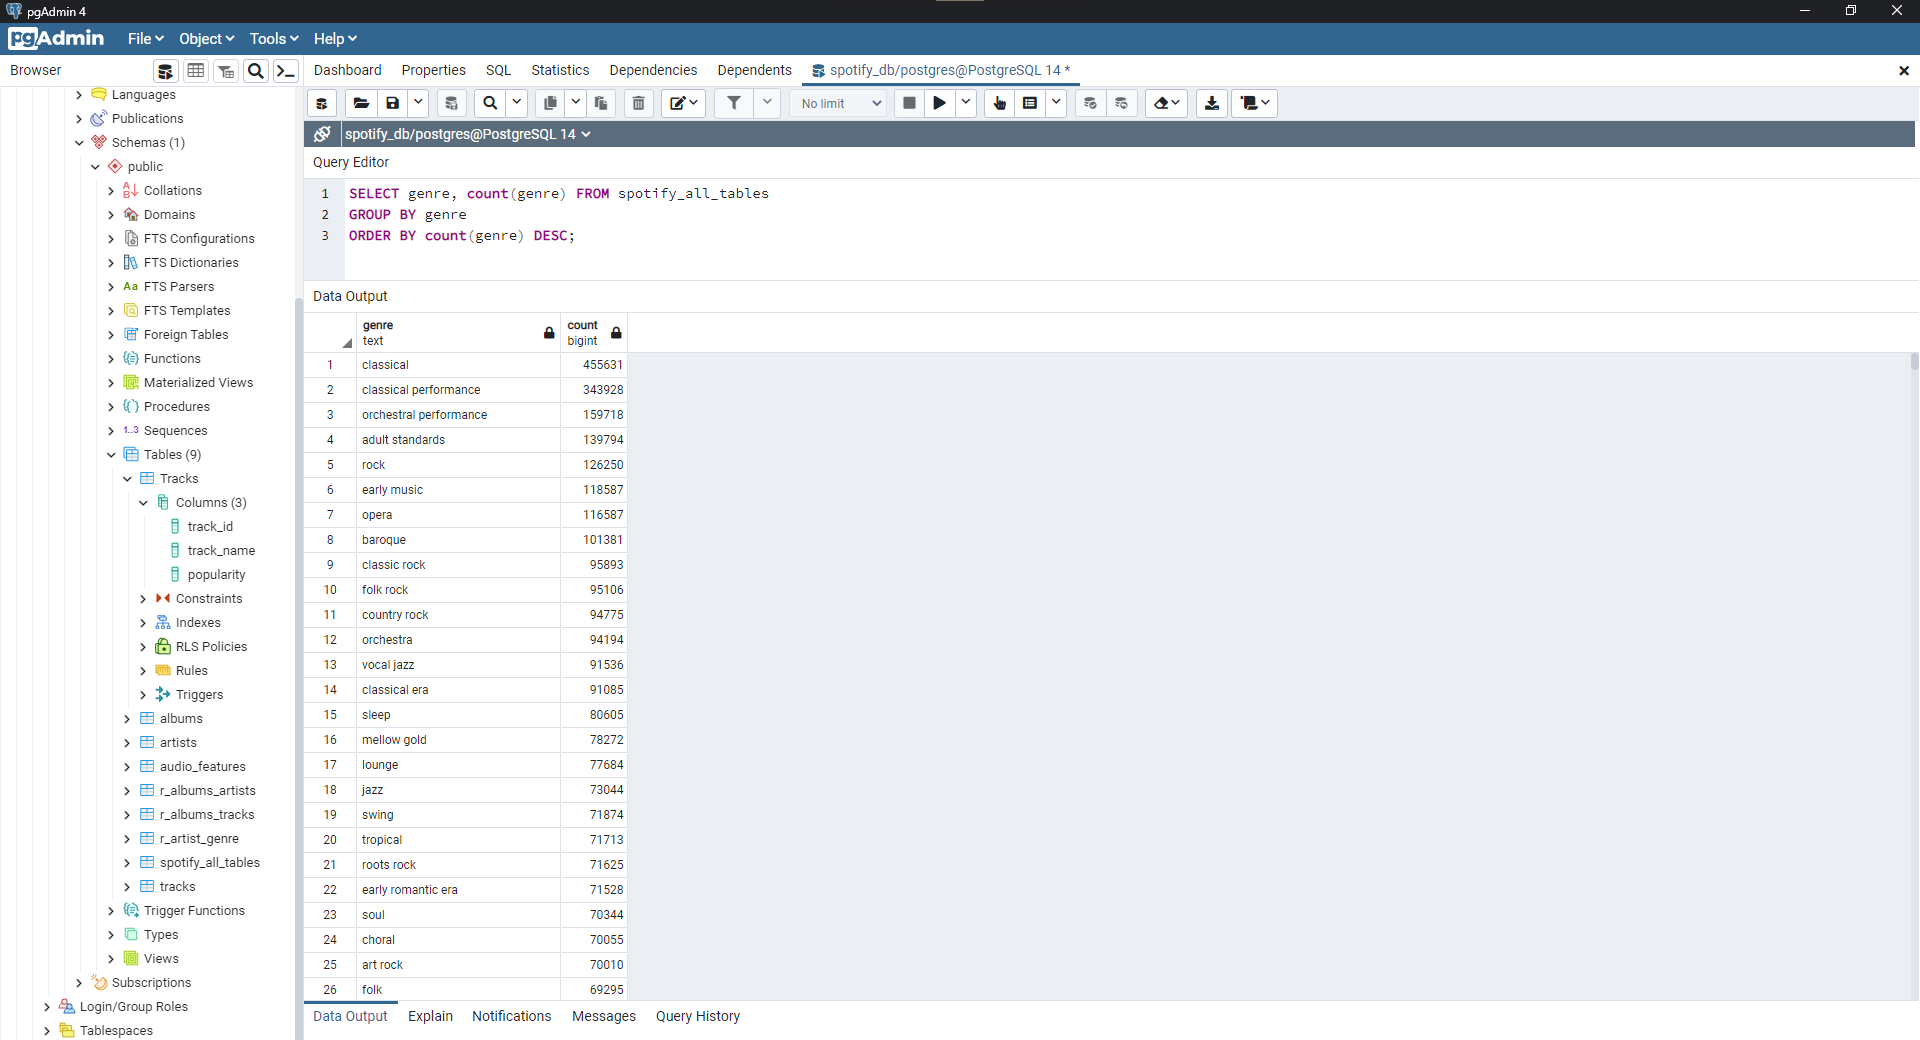 pgAdmin 4
pgAdmin File Object Tools Help
Browser
Dashboard Properties SQL Statistics Dependencies Dependents spotify_db/postgres@PostgreSQL 14 *
No limit
spotify_db/postgres@PostgreSQL 14
Query Editor
1 SELECT genre, count(genre) FROM spotify_all_tables
2 GROUP BY genre
3 ORDER BY count(genre) DESC;
Data Output
genre count
text bigint
1 classical 455631
2 classical performance 343928
3 orchestral performance 159718
4 adult standards 139794
5 rock 126250
6 early music 118587
7 opera 116587
8 baroque 101381
9 classic rock 95893
10 folk rock 95106
11 country rock 94775
12 orchestra 94194
13 vocal jazz 91536
14 classical era 91085
15 sleep 80605
16 mellow gold 78272
17 lounge 77684
18 jazz 73044
19 swing 71874
20 tropical 71713
21 roots rock 71625
22 early romantic era 71528
23 soul 70344
24 choral 70055
25 art rock 70010
26 folk 69295
Data Output Explain Notifications Messages Query History
Languages
Publications
Schemas (1)
public
Collations
Domains
FTS Configurations
FTS Dictionaries
Aa FTS Parsers
FTS Templates
Foreign Tables
Functions
Materialized Views
Procedures
1..3 Sequences
Tables (9)
Tracks
Columns (3)
track_id
track_name
popularity
Constraints
Indexes
RLS Policies
Rules
Triggers
albums
artists
audio_features
r_albums_artists
r_albums_tracks
r_artist_genre
spotify_all_tables
tracks
Trigger Functions
Types
Views
Subscriptions
Login/Group Roles
Tablespaces